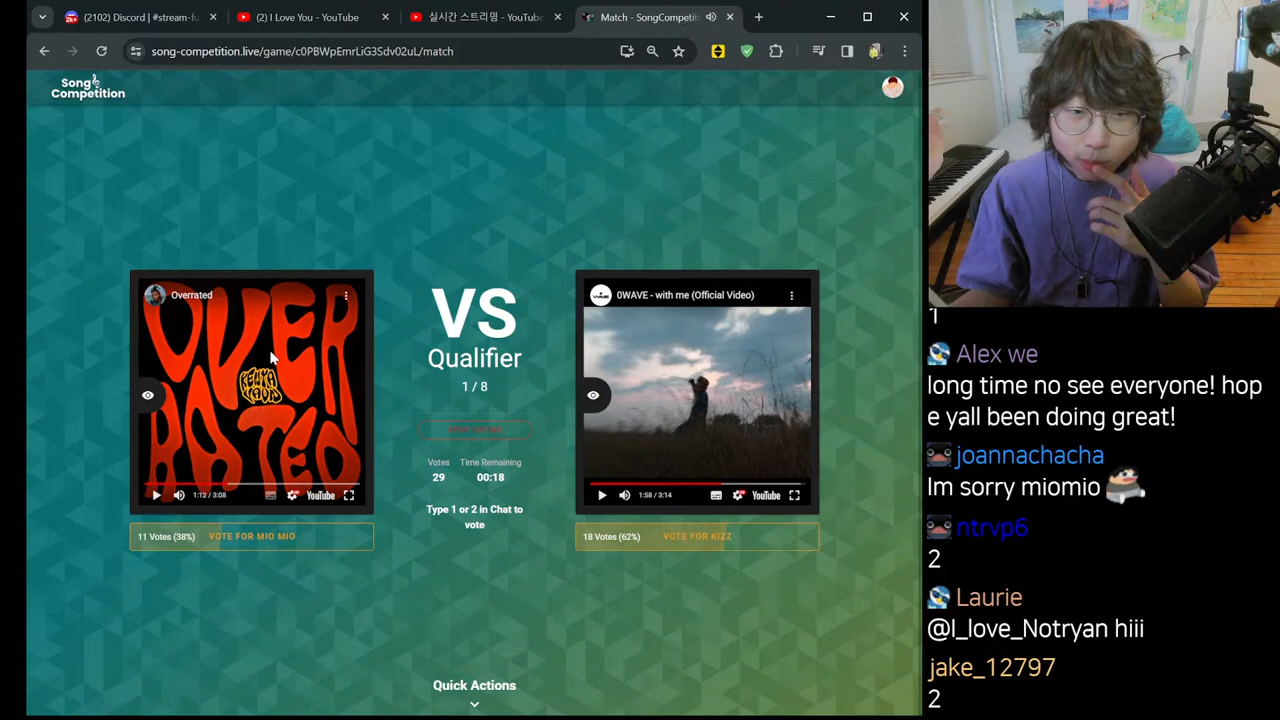 (2102) Discord | #stream-fu
(2) I Love You - YouTube
실시간 스트리밍 - YouTube
Match - SongCompetit
song-competition.live/game/c0PBWpEmrLiG3Sdv02uL/match
Song
Competition
Overrated
OVER
RATED
VS
Qualifier
1 / 8
Votes
29
Time Remaining
00:18
Type 1 or 2 in Chat to
vote
1:12 / 3:08
YouTube
11 Votes (38%)
VOTE FOR MIO MIO
0WAVE - with me (Official Video)
1:58 / 3:14
YouTube
18 Votes (62%)
VOTE FOR KIZZ
Quick Actions
1
Alex we
long time no see everyone! hop
e yall been doing great!
joannachacha
Im sorry miomio
ntrvp6
2
Laurie
@I_love_Notryan hiii
jake_12797
2